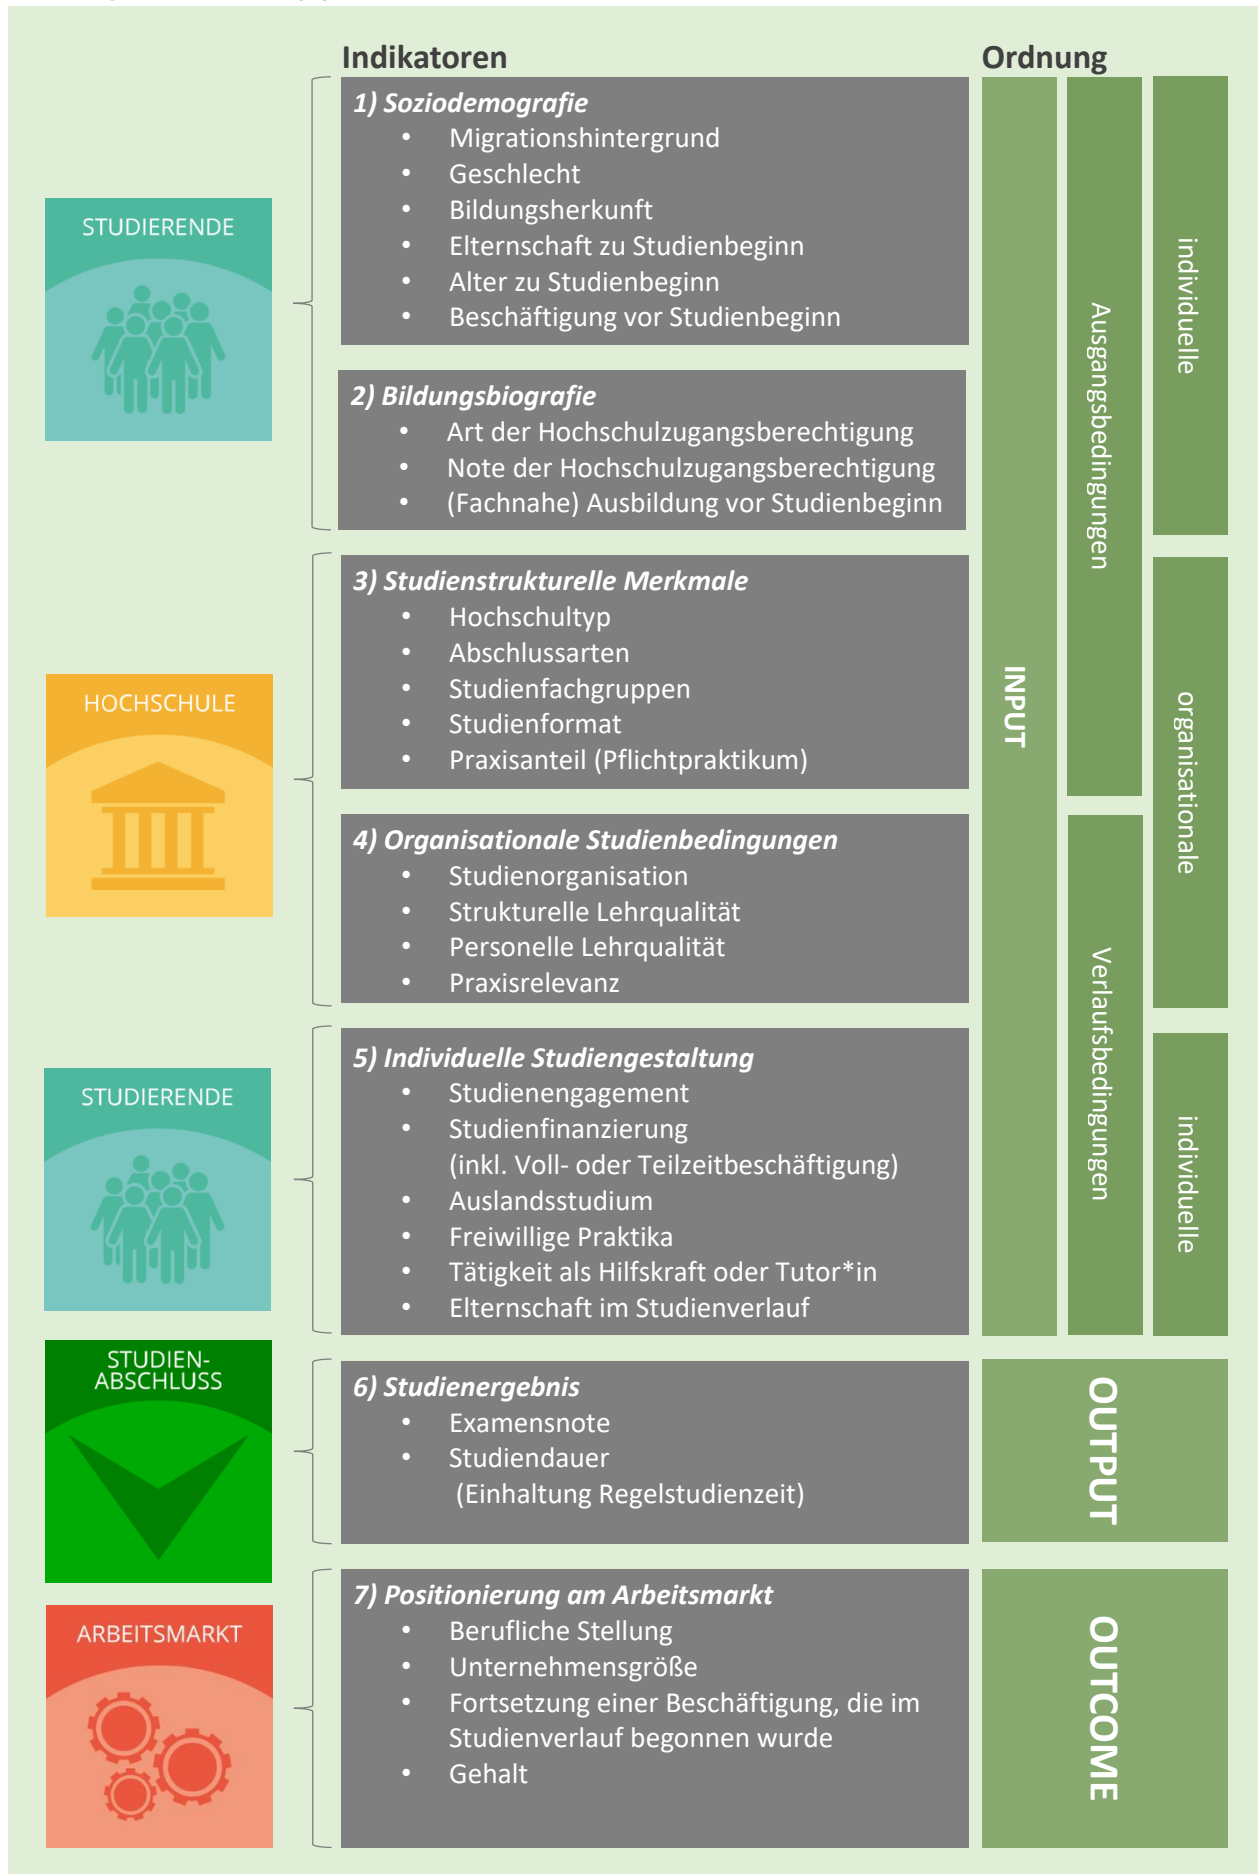 Indikatoren
Ordnung
STUDIERENDE
1) Soziodemografie
• Migrationshintergrund
• Geschlecht
• Bildungsherkunft
• Elternschaft zu Studienbeginn
• Alter zu Studienbeginn
• Beschäftigung vor Studienbeginn
2) Bildungsbiografie
• Art der Hochschulzugangsberechtigung
• Note der Hochschulzugangsberechtigung
• (Fachnahe) Ausbildung vor Studienbeginn
HOCHSCHULE
3) Studienstrukturelle Merkmale
• Hochschultyp
• Abschlussarten
• Studienfachgruppen
• Studienformat
• Praxisanteil (Pflichtpraktikum)
4) Organisationale Studienbedingungen
• Studienorganisation
• Strukturelle Lehrqualität
• Personelle Lehrqualität
• Praxisrelevanz
STUDIERENDE
5) Individuelle Studiengestaltung
• Studienengagement
• Studienfinanzierung
(inkl. Voll- oder Teilzeitbeschäftigung)
• Auslandsstudium
• Freiwillige Praktika
• Tätigkeit als Hilfskraft oder Tutor*in
• Elternschaft im Studienverlauf
INPUT
Ausgangsbedingungen
Verlaufsbedingungen
individuelle
organisationale
individuelle
STUDIEN-
ABSCHLUSS
6) Studienergebnis
• Examensnote
• Studiendauer
(Einhaltung Regelstudienzeit)
OUTPUT
ARBEITSMARKT
7) Positionierung am Arbeitsmarkt
• Berufliche Stellung
• Unternehmensgröße
• Fortsetzung einer Beschäftigung, die im
Studienverlauf begonnen wurde
• Gehalt
OUTCOME